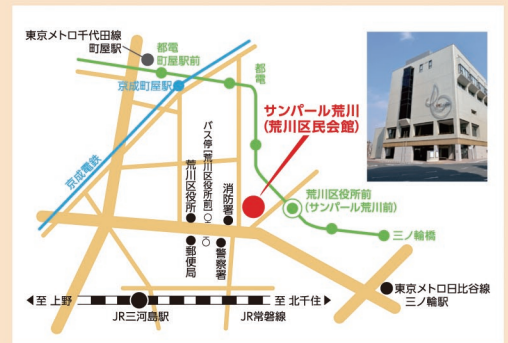 東京メトロ千代田線
町屋駅
都電
町屋駅前
京成町屋駅
都電
サンパール荒川
(荒川区民会館)
京成電鉄
バス停[荒川区役所前]
荒川区役所
消防署
荒川区役所前
(サンパール荒川前)
三ノ輪橋
郵便局
警察署
東京メトロ日比谷線
三ノ輪駅
◀至 上野
至 北千住▶
JR三河島駅
JR常磐線